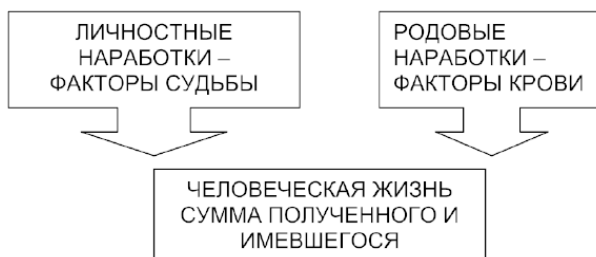 ЛИЧНОСТНЫЕ
НАРАБОТКИ –
ФАКТОРЫ СУДЬБЫ
РОДОВЫЕ
НАРАБОТКИ –
ФАКТОРЫ КРОВИ
ЧЕЛОВЕЧЕСКАЯ ЖИЗНЬ
СУММА ПОЛУЧЕННОГО И
ИМЕВШЕГОСЯ